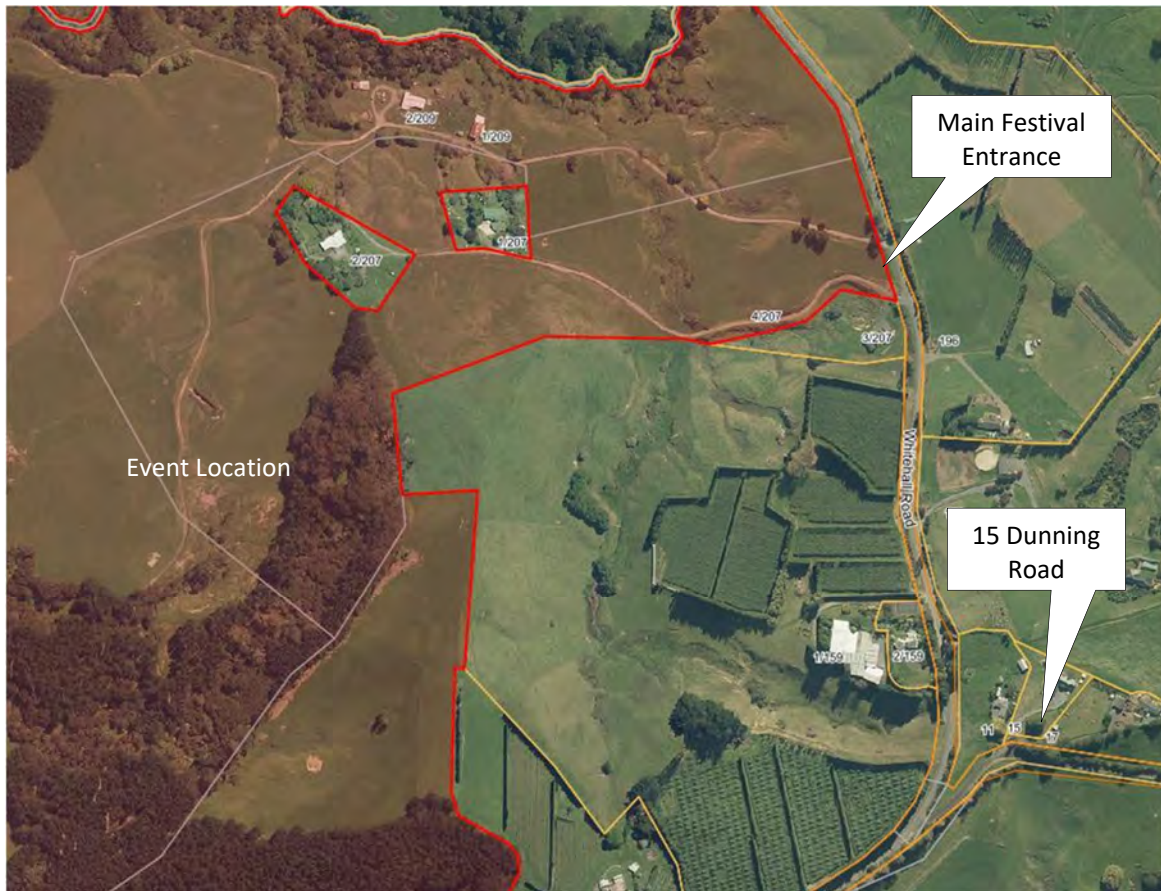 Main Festival
Entrance
2/209
1/209
1/207
2/207
4/207
3/207
196
Whitehall Road
Event Location
15 Dunning
Road
1/159
2/159
11
15
17